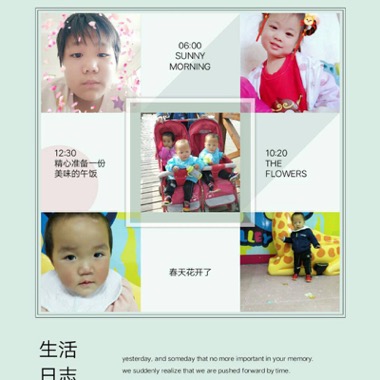 06:00
SUNNY
MORNING
12:30
精心准备一份
美味的午饭
10:20
THE
FLOWERS
春天花开了
生活
日志
yesterday, and someday that no more important in your memory.
we suddenly realize that we are pushed forward by time.